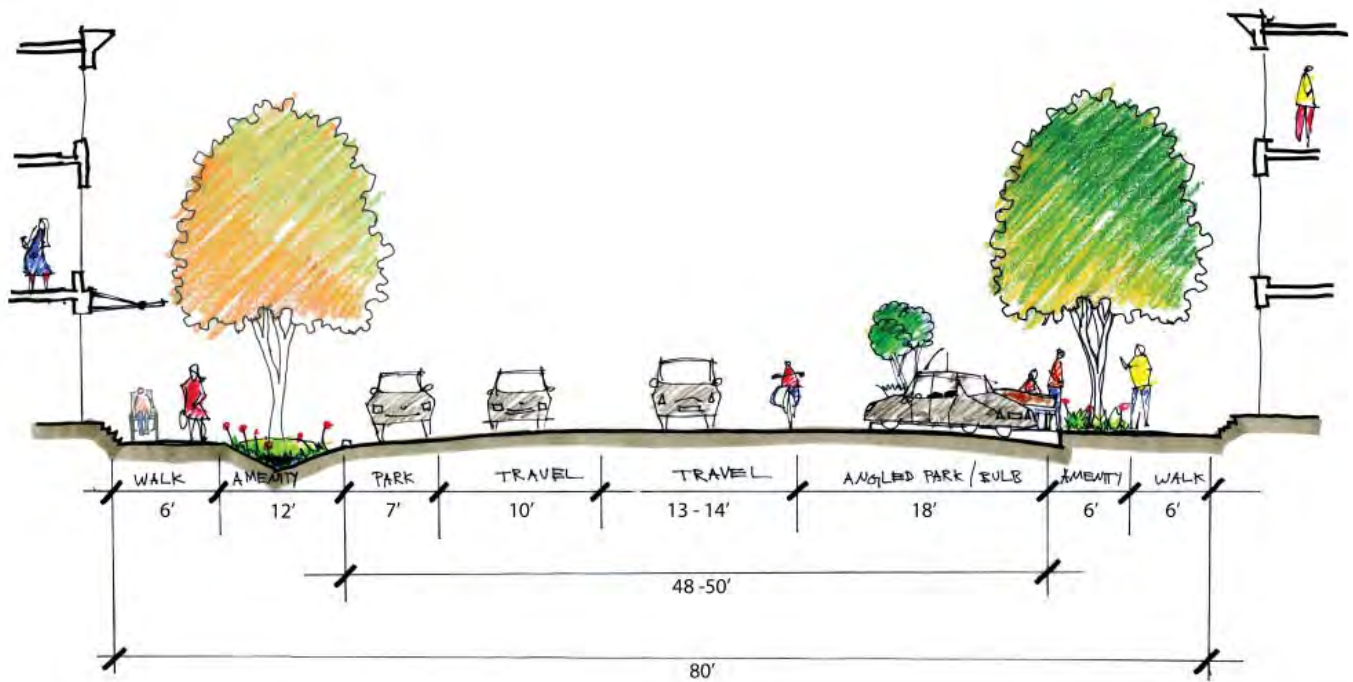 WALK AMENITY PARK TRAVEL TRAVEL ANGLED PARK / BULB AMENITY WALK
6' 12' 7' 10' 13 - 14' 18' 6' 6'
48 -50'
80'